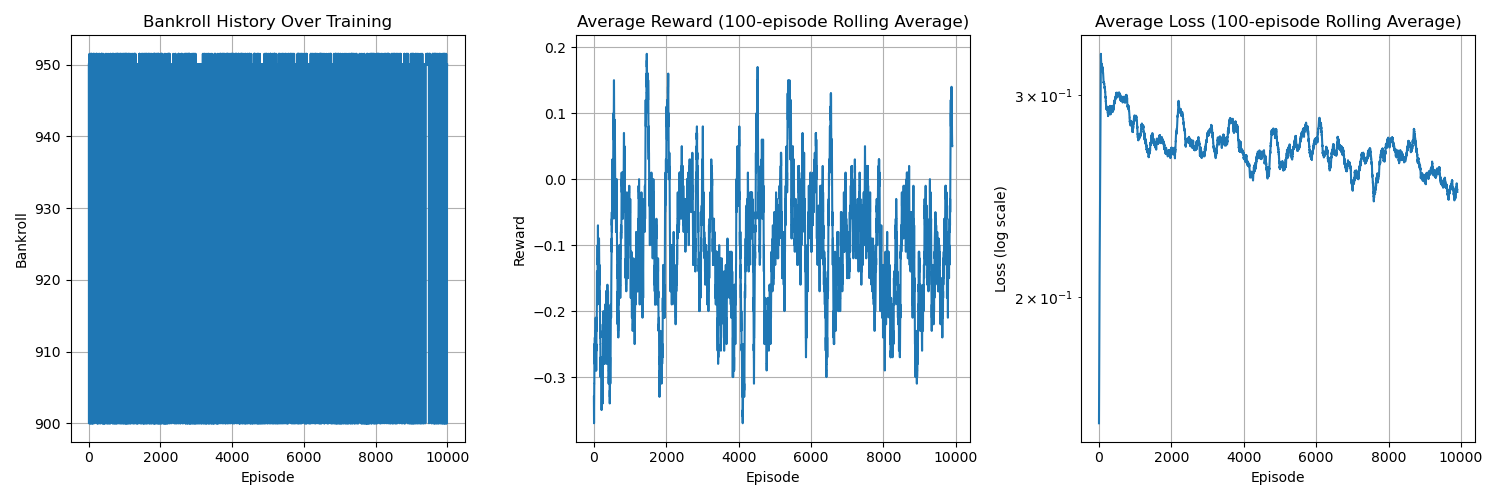 Bankroll History Over Training
Bankroll
950
940
930
920
910
900
0
2000
4000
6000
8000
10000
Episode
Average Reward (100-episode Rolling Average)
Reward
0.2
0.1
0.0
−0.1
−0.2
−0.3
0
2000
4000
6000
8000
10000
Episode
Average Loss (100-episode Rolling Average)
Loss (log scale)
3 × 10⁻¹
2 × 10⁻¹
0
2000
4000
6000
8000
10000
Episode